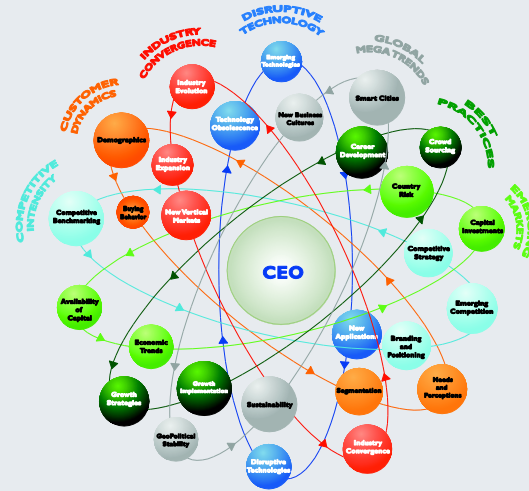 DISRUPTIVE
TECHNOLOGY
INDUSTRY
CONVERGENCE
GLOBAL
MEGATRENDS
CUSTOMER
DYNAMICS
BEST
PRACTICES
COMPETITIVE
INTENSITY
MARKETS
Emerging
Technologies
Industry
Evolution
Smart Cities
New Business
Cultures
Technology
Obsolescence
Demographics
Career
Development
Crowd
Sourcing
Industry
Expansion
Country
Risk
Competitive
Benchmarking
Buying
Behavior
New Vertical
Markets
Capital
Investments
Competitive
Strategy
CEO
Availability
of
Capital
Emerging
Competition
Economic
Trends
New
Applications
Branding
and
Positioning
Growth
Strategies
Growth
Implementation
Sustainability
Segmentation
Needs
and
Perceptions
GeoPolitical
Stability
Industry
Convergence
Disruptive
Technologies